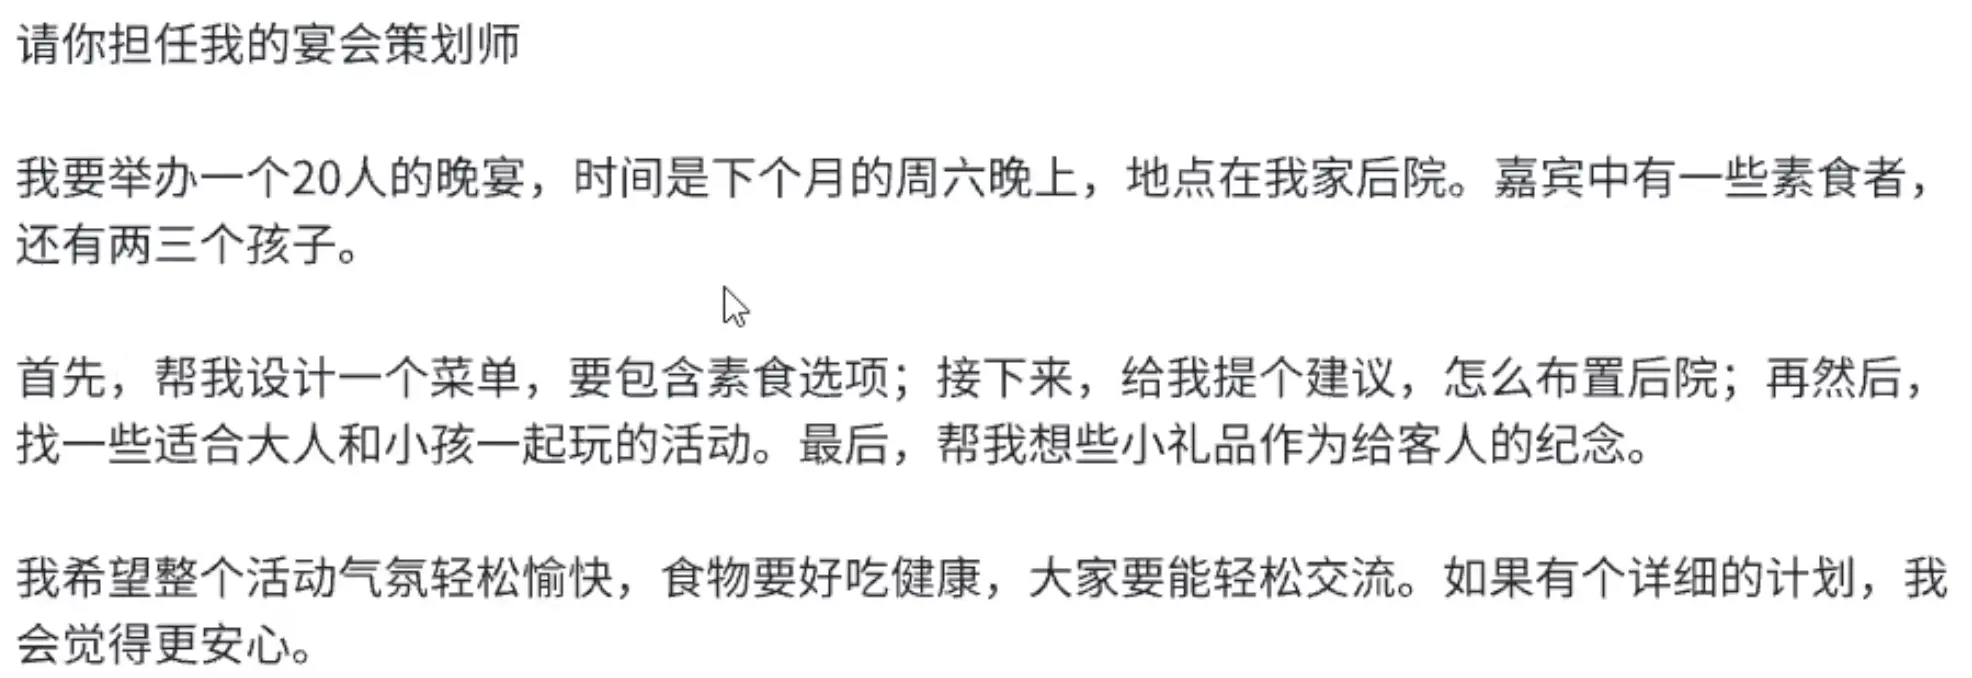 请你担任我的宴会策划师
我要举办一个20人的晚宴，时间是下个月的周六晚上，地点在我家后院。嘉宾中有一些素食者，
还有两三个孩子。
首先，帮我设计一个菜单，要包含素食选项；接下来，给我提个建议，怎么布置后院；再然后，
找一些适合大人和小孩一起玩的活动。最后，帮我想些小礼品作为给客人的纪念。
我希望整个活动气氛轻松愉快，食物要好吃健康，大家要能轻松交流。如果有个详细的计划，我
会觉得更安心。